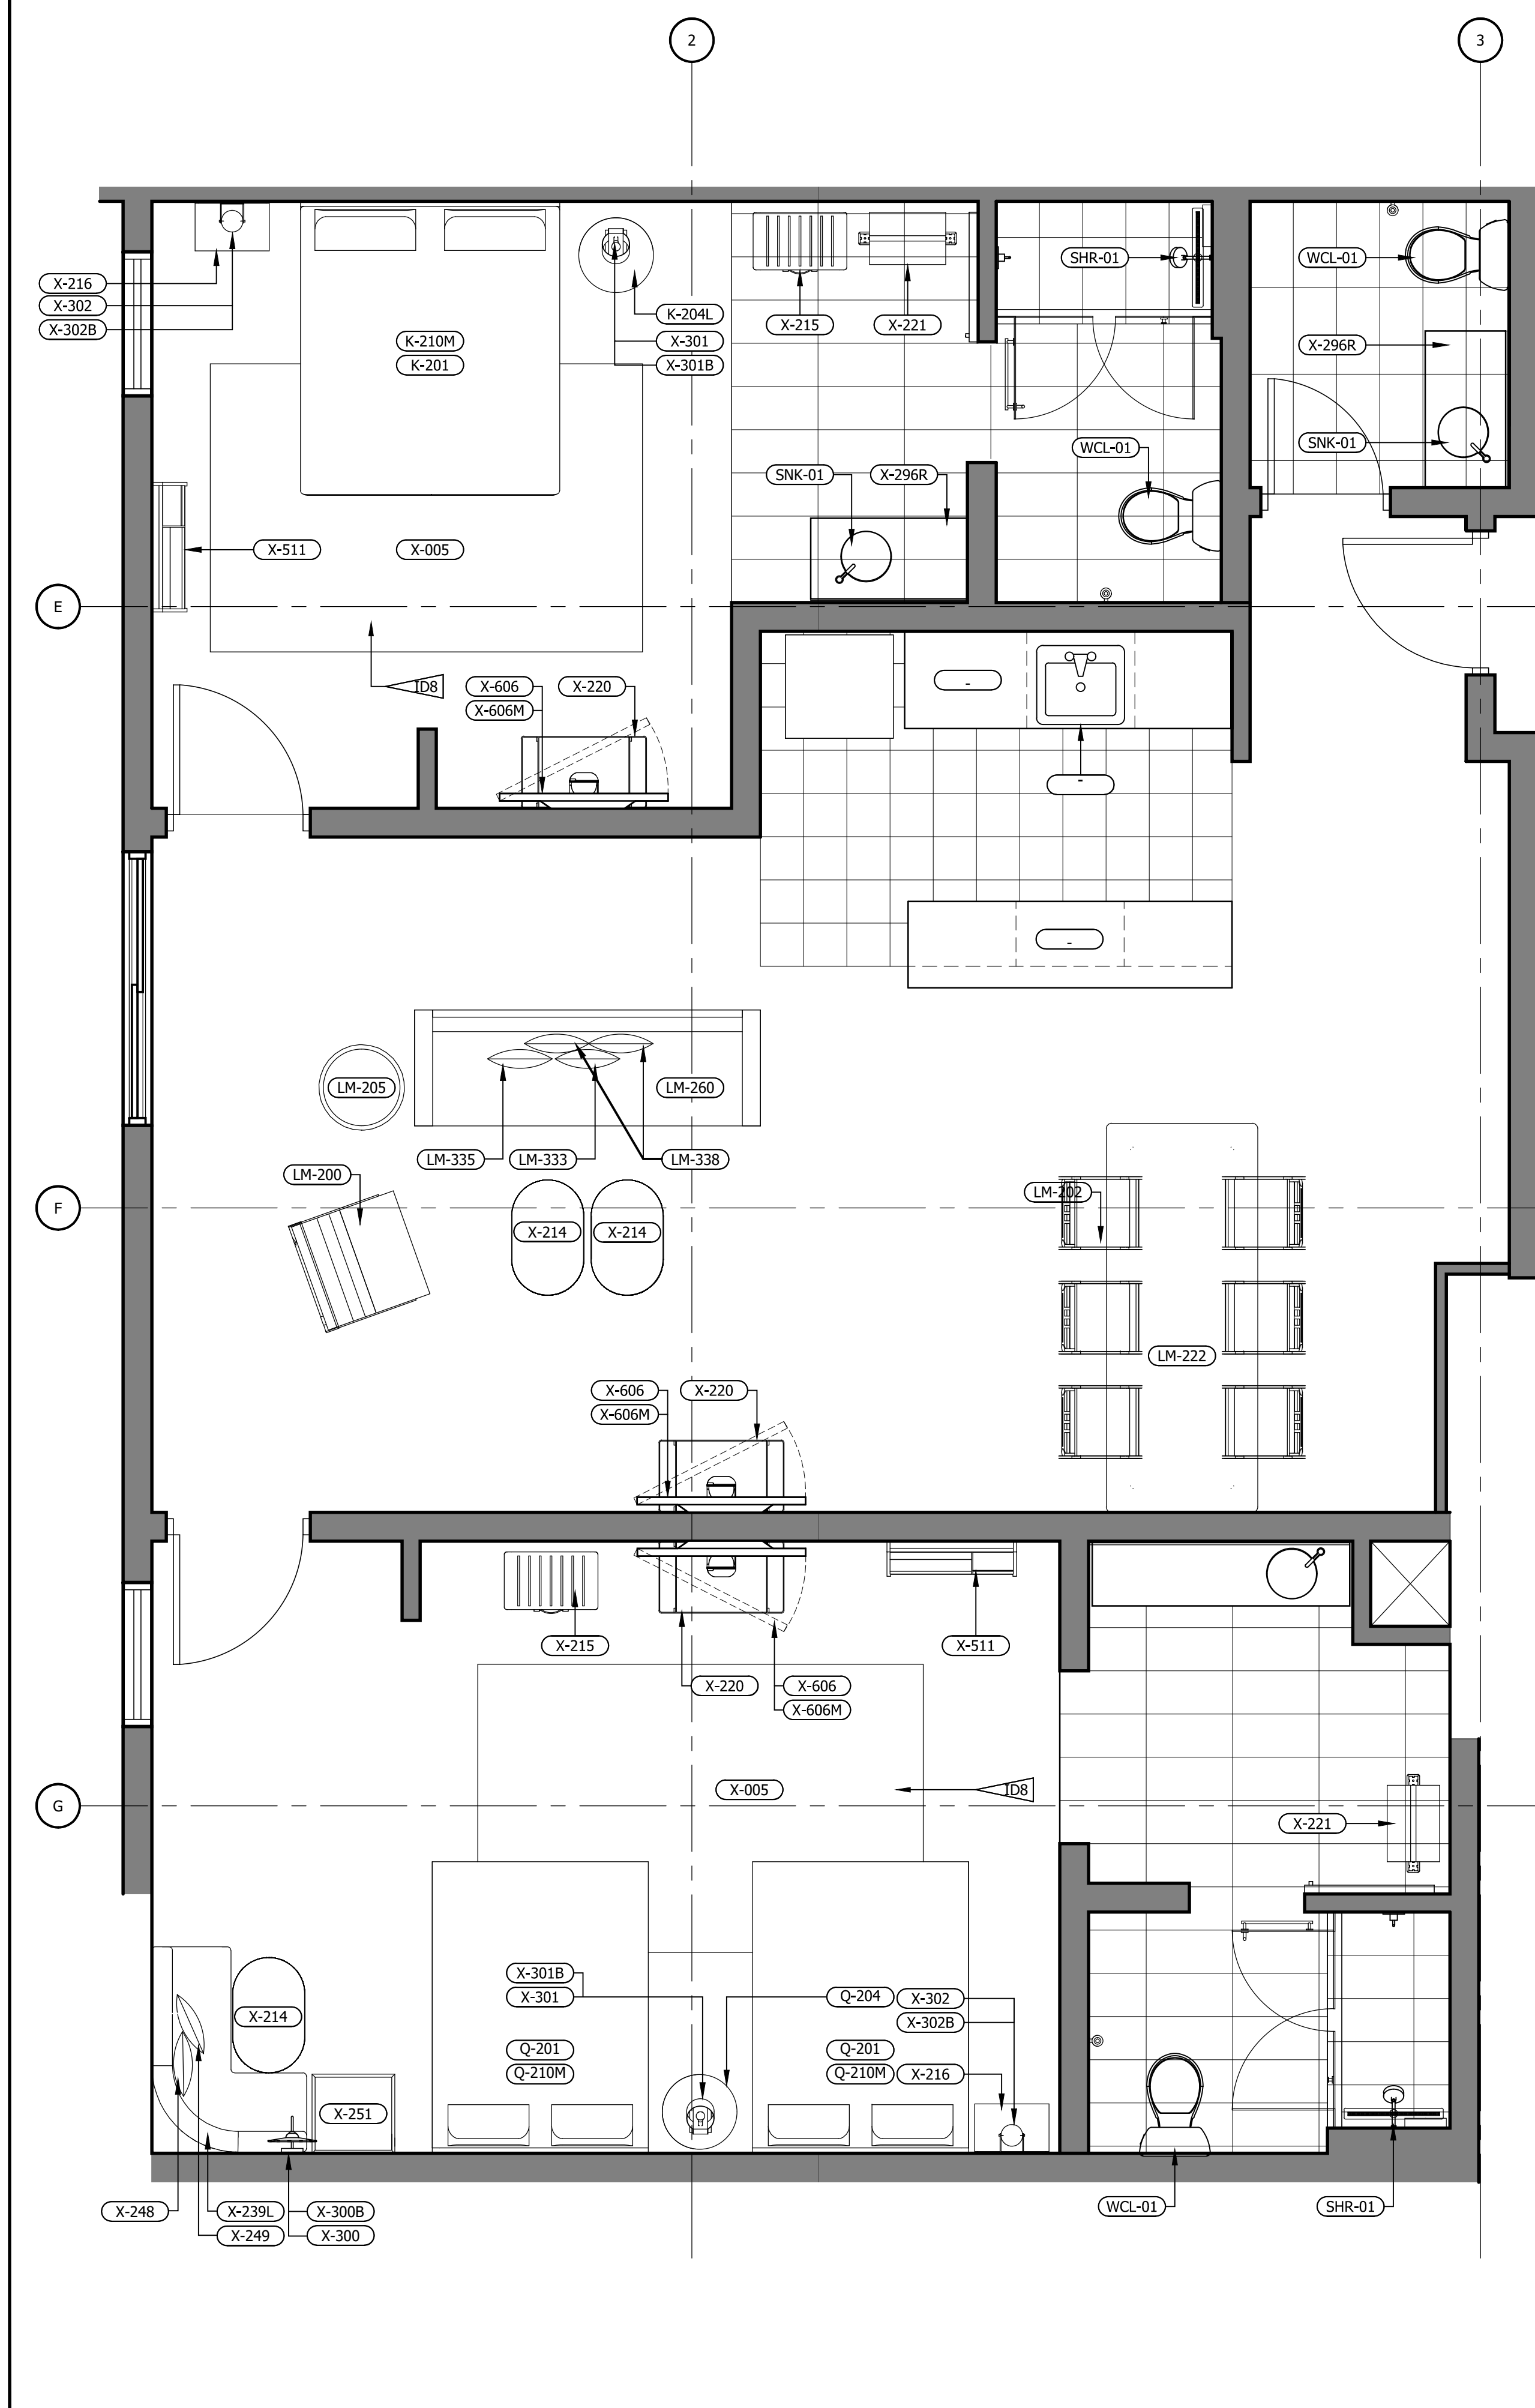 2
3
X-216
X-302
X-302B
K-210M
K-201
K-204L
X-301
X-301B
X-215
X-221
SHR-01
WCL-01
X-296R
SNK-01
WCL-01
SNK-01
X-296R
X-511
X-005
E
ID8
X-606
X-606M
X-220
-
-
-
LM-205
LM-260
LM-335
LM-333
LM-338
LM-200
F
X-214
X-214
LM-202
LM-222
X-606
X-606M
X-220
X-215
X-511
X-220
X-606
X-606M
X-005
ID8
G
X-221
X-301B
X-301
Q-204
X-302
X-302B
X-214
Q-201
Q-210M
Q-201
Q-210M
X-216
X-251
X-248
X-239L
X-249
X-300B
X-300
WCL-01
SHR-01